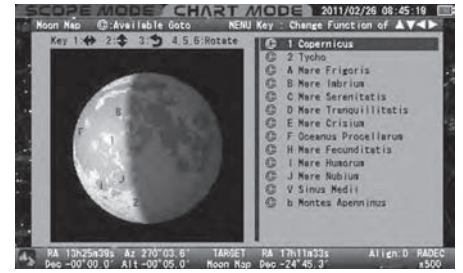 SCOPE MODE CHART MODE 2011/02/26 08:45:19
Moon Map G:Available Goto MENU Key : Change Function of ▲▼◄►
Key 1: 2: 3: 4.5.6:Rotate
G 1 Copernicus
G 2 Tycho
G A Mare Frigoris
G B Mare Imbrium
G C Mare Serenitatis
G D Mare Tranquillitatis
G E Mare Crisium
G F Oceanus Procellarum
G H Mare Fecunditatis
G I Mare Humorum
G J Mare Nubium
G V Sinus Medii
G b Montes Apenninus
B
F
1
J
2
RA 13h25m39s Az 270°03.6' TARGET RA 17h11m33s Align:0 RADEC
Dec -00°00.0' Alt -00°05.0' Moon Map Dec -24°45.3' x500